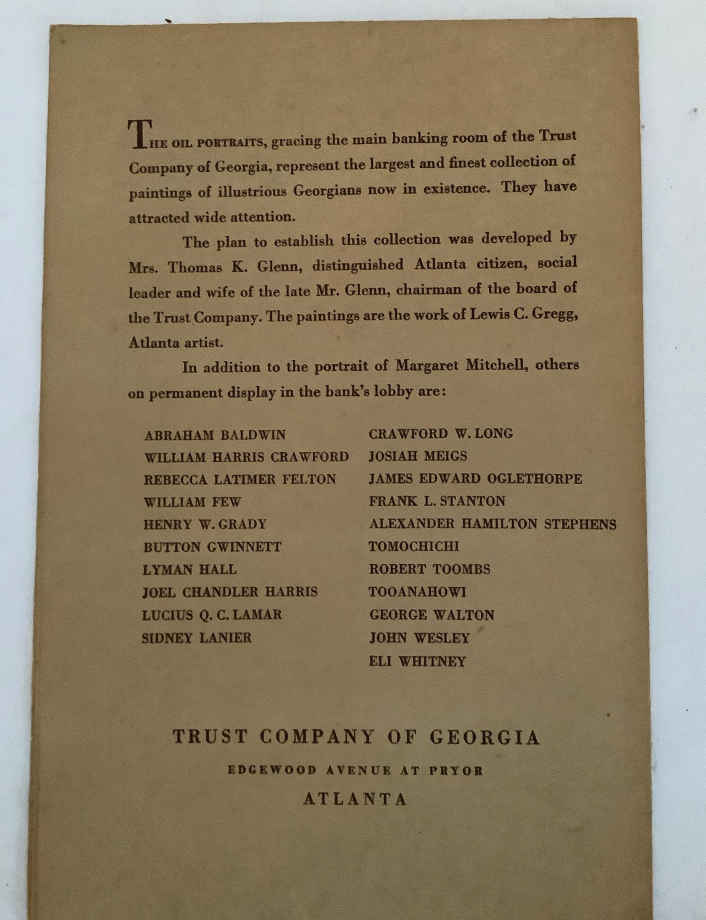 THE OIL PORTRAITS, gracing the main banking room of the Trust
Company of Georgia, represent the largest and finest collection of
paintings of illustrious Georgians now in existence. They have
attracted wide attention.
The plan to establish this collection was developed by
Mrs. Thomas K. Glenn, distinguished Atlanta citizen, social
leader and wife of the late Mr. Glenn, chairman of the board of
the Trust Company. The paintings are the work of Lewis C. Gregg,
Atlanta artist.
In addition to the portrait of Margaret Mitchell, others
on permanent display in the bank's lobby are:
ABRAHAM BALDWIN
WILLIAM HARRIS CRAWFORD
REBECCA LATIMER FELTON
WILLIAM FEW
HENRY W. GRADY
BUTTON GWINNETT
LYMAN HALL
JOEL CHANDLER HARRIS
LUCIUS Q. C. LAMAR
SIDNEY LANIER
CRAWFORD W. LONG
JOSIAH MEIGS
JAMES EDWARD OGLETHORPE
FRANK L. STANTON
ALEXANDER HAMILTON STEPHENS
TOMOCHICHI
ROBERT TOOMBS
TOOANAHOWI
GEORGE WALTON
JOHN WESLEY
ELI WHITNEY
TRUST COMPANY OF GEORGIA
EDGEWOOD AVENUE AT PRYOR
ATLANTA